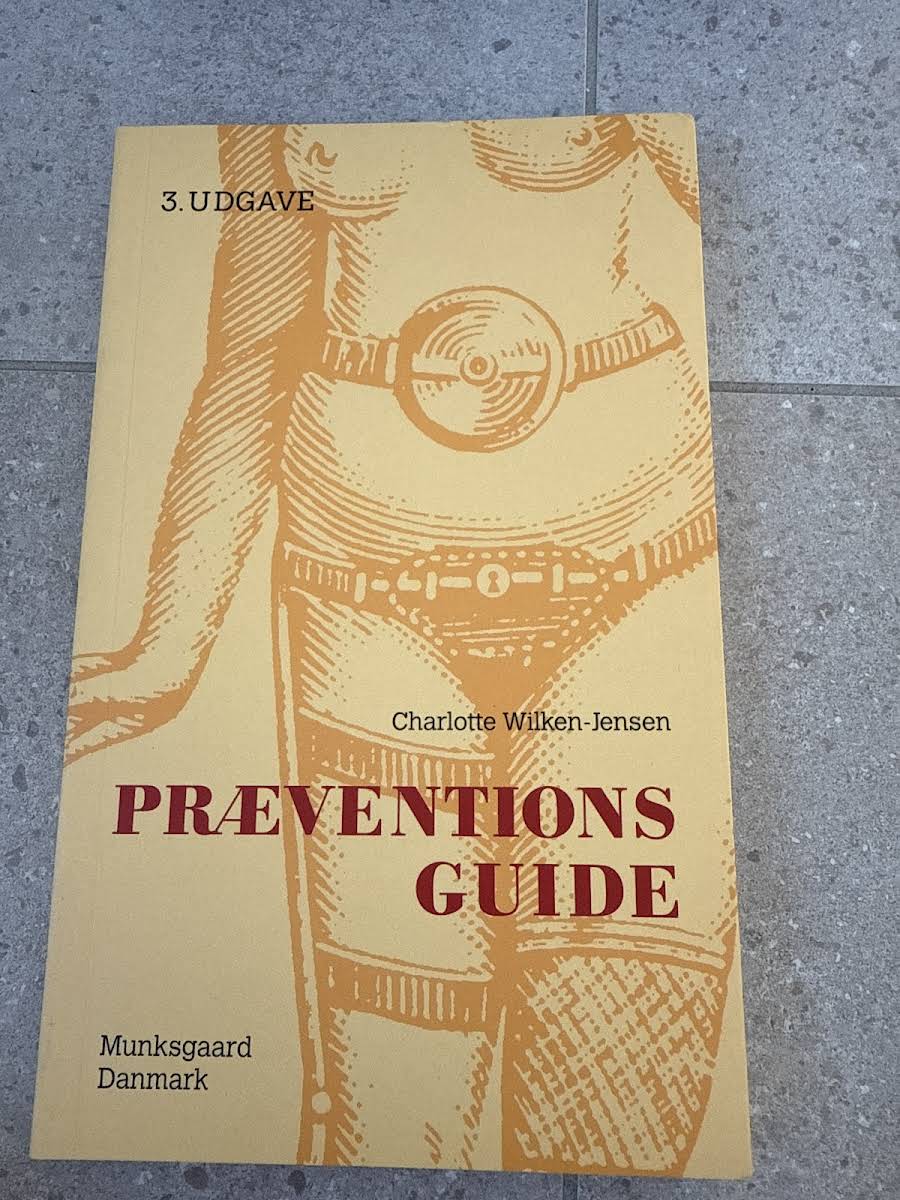 3. UDGAVE
Charlotte Wilken-Jensen
PRÆVENTIONS
GUIDE
Munksgaard
Danmark